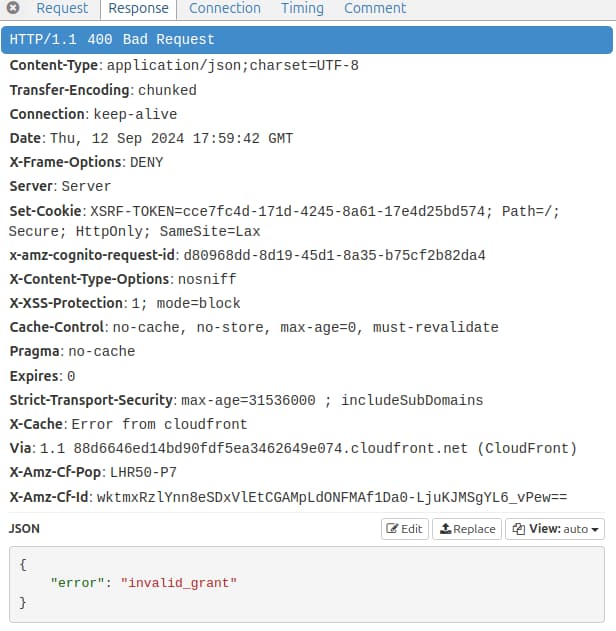 Request Response Connection Timing Comment
HTTP/1.1 400 Bad Request
Content-Type: application/json;charset=UTF-8
Transfer-Encoding: chunked
Connection: keep-alive
Date: Thu, 12 Sep 2024 17:59:42 GMT
X-Frame-Options: DENY
Server: Server
Set-Cookie: XSRF-TOKEN=cce7fc4d-171d-4245-8a61-17e4d25bd574; Path=/;
Secure; HttpOnly; SameSite=Lax
x-amz-cognito-request-id: d80968dd-8d19-45d1-8a35-b75cf2b82da4
X-Content-Type-Options: nosniff
X-XSS-Protection: 1; mode=block
Cache-Control: no-cache, no-store, max-age=0, must-revalidate
Pragma: no-cache
Expires: 0
Strict-Transport-Security: max-age=31536000 ; includeSubDomains
X-Cache: Error from cloudfront
Via: 1.1 88d6646ed14bd90fdf5ea3462649e074.cloudfront.net (CloudFront)
X-Amz-Cf-Pop: LHR50-P7
X-Amz-Cf-Id: wktmxRzlYnn8eSDxVlEtCGAMpLdONFMAf1Da0-LjuKJMSgYL6_vPew==
JSON Edit Replace View: auto
{
"error": "invalid_grant"
}